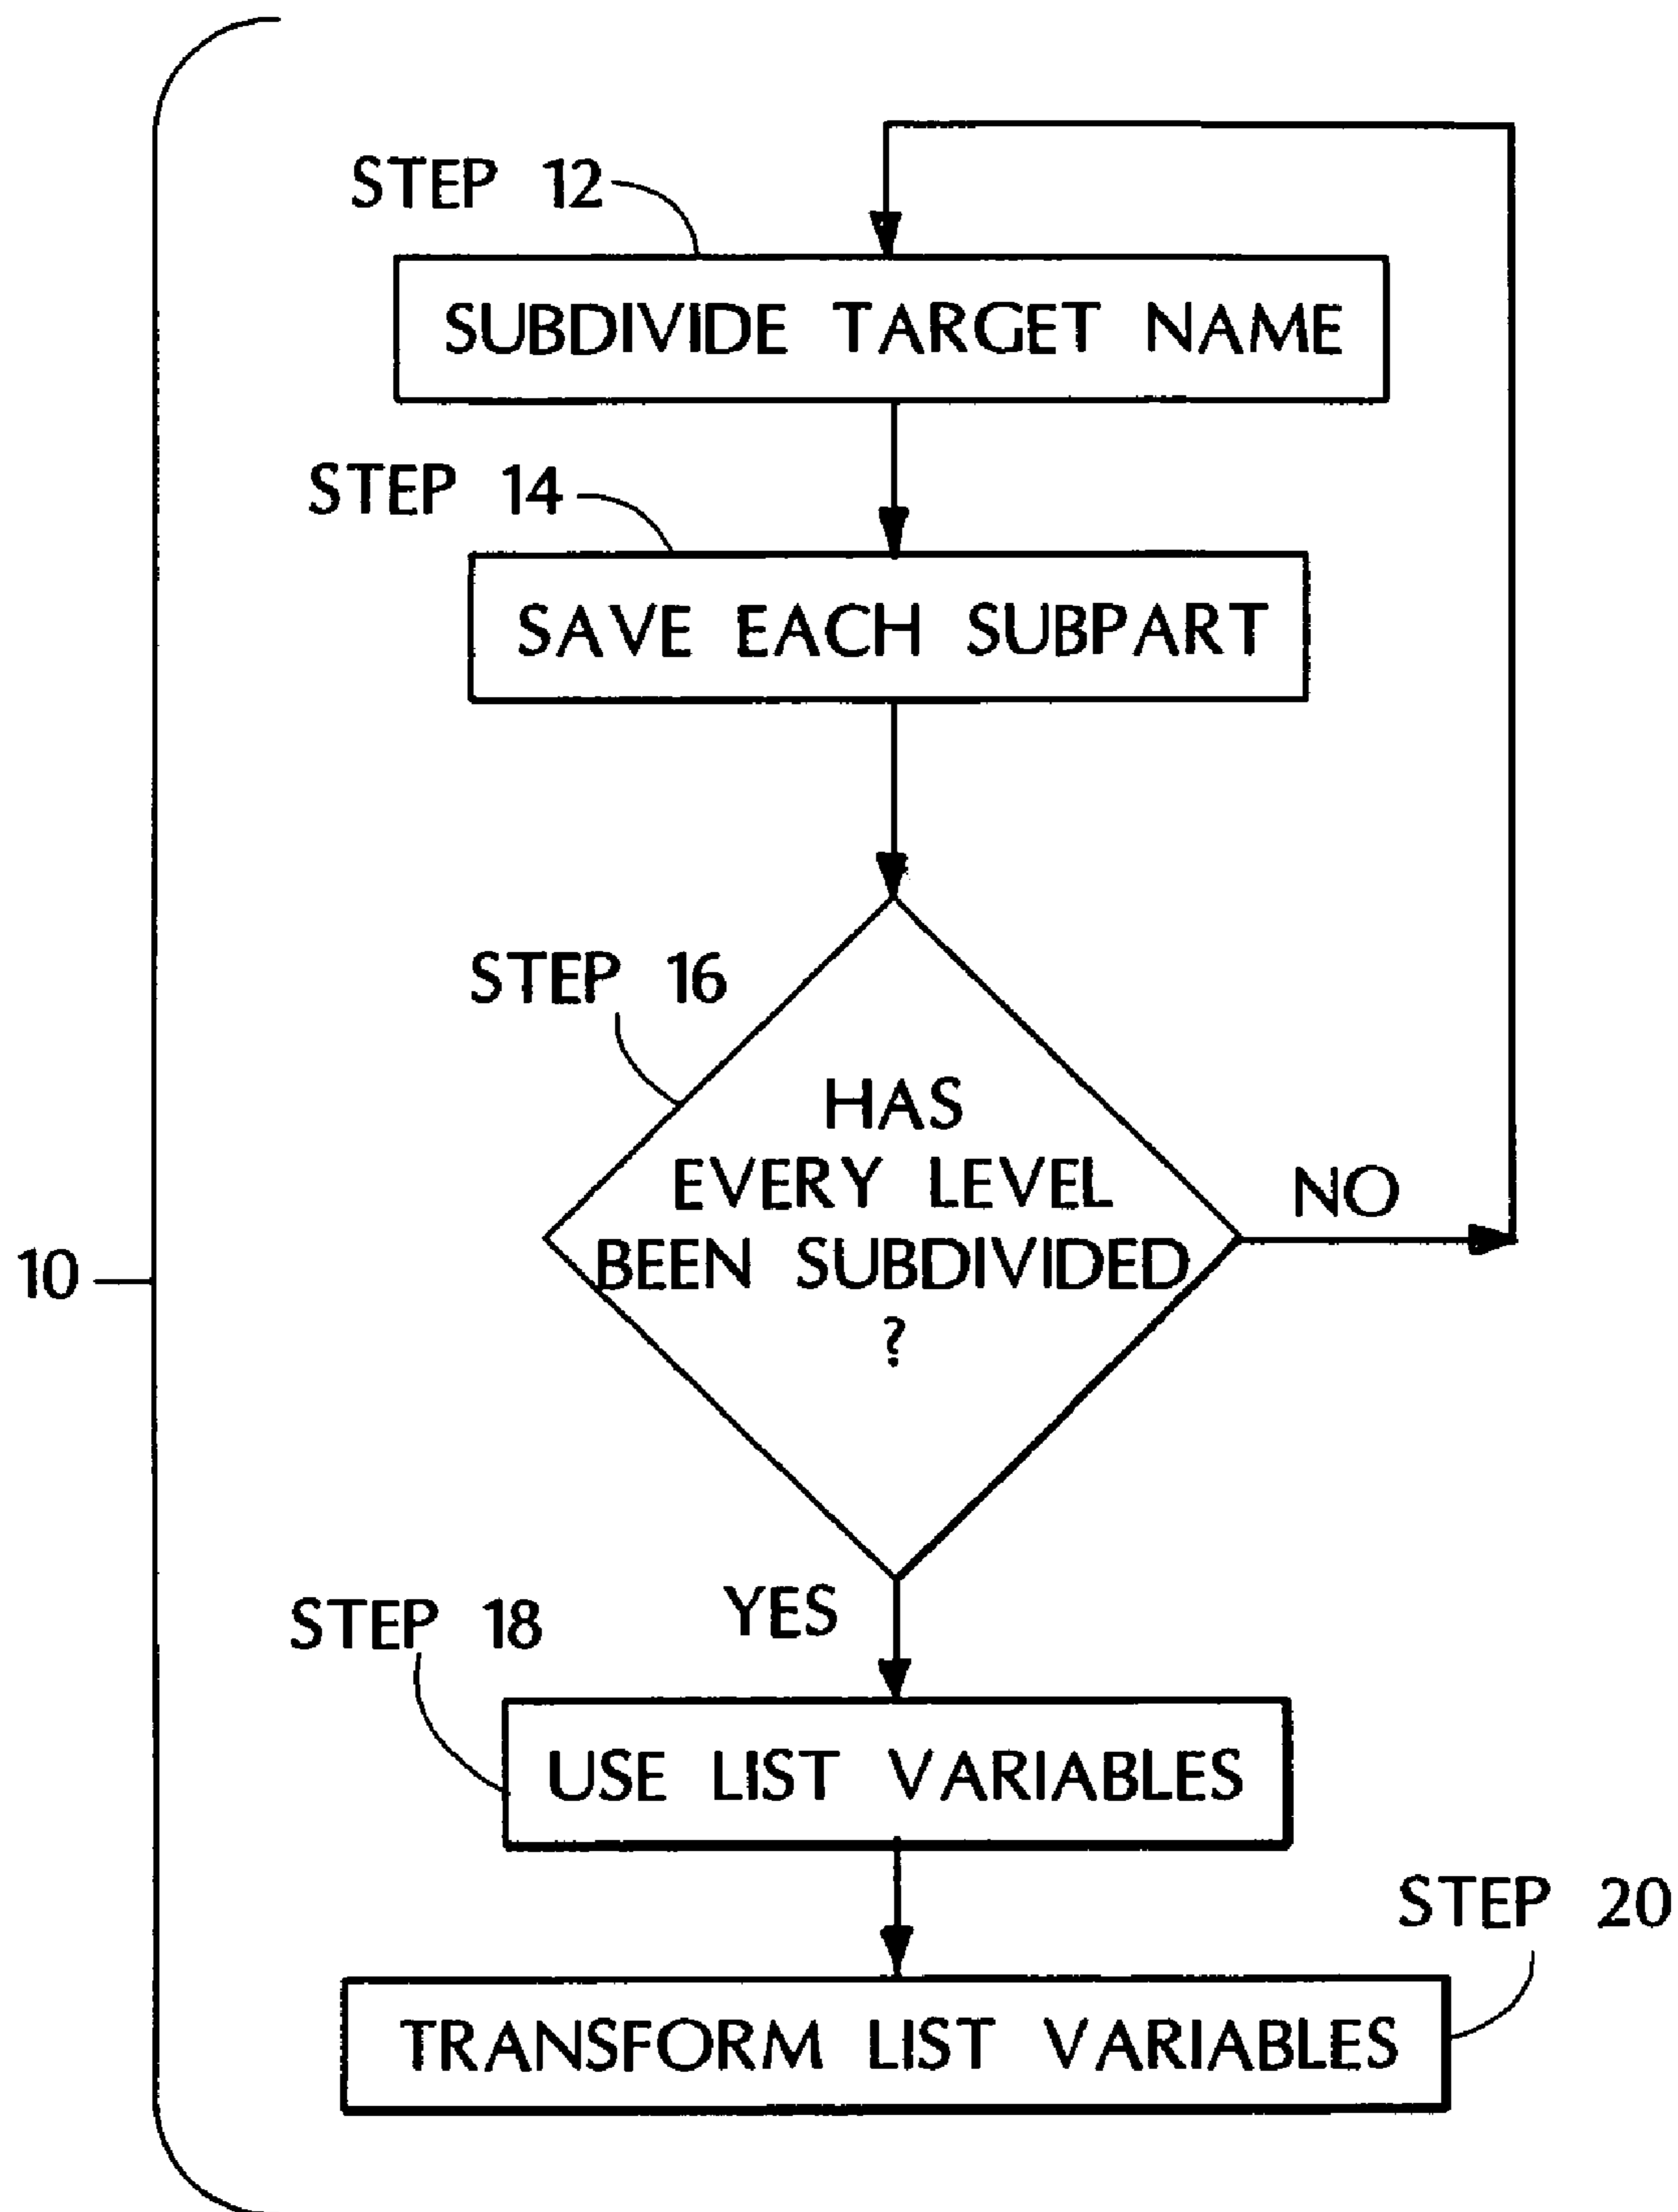 STEP 12
SUBDIVIDE TARGET NAME
STEP 14
SAVE EACH SUBPART
STEP 16
HAS
EVERY LEVEL
BEEN SUBDIVIDED
?
NO
10
YES
STEP 18
USE LIST VARIABLES
STEP 20
TRANSFORM LIST VARIABLES